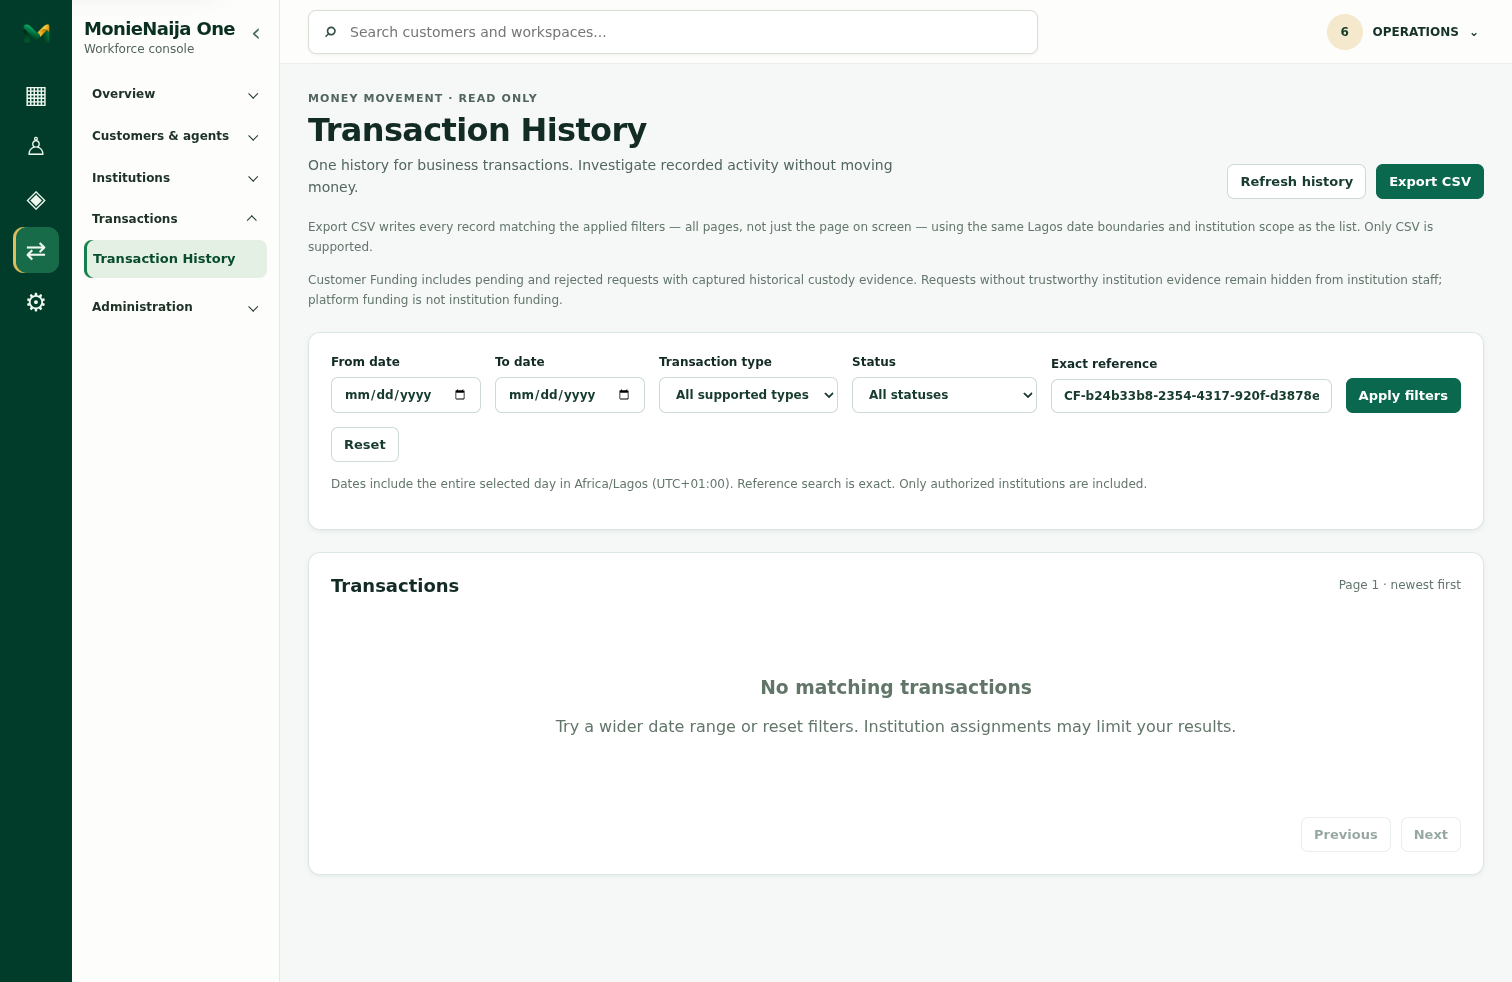 MonieNaija One
Workforce console
Search customers and workspaces...
6 OPERATIONS
Overview
Customers & agents
Institutions
Transactions
Transaction History
Administration
MONEY MOVEMENT · READ ONLY
Transaction History
One history for business transactions. Investigate recorded activity without moving
money.
Refresh history
Export CSV
Export CSV writes every record matching the applied filters — all pages, not just the page on screen — using the same Lagos date boundaries and institution scope as the list. Only CSV is
supported.
Customer Funding includes pending and rejected requests with captured historical custody evidence. Requests without trustworthy institution evidence remain hidden from institution staff;
platform funding is not institution funding.
From date
To date
Transaction type
Status
Exact reference
mm/dd/yyyy
mm/dd/yyyy
All supported types
All statuses
CF-b24b33b8-2354-4317-920f-d3878e
Apply filters
Reset
Dates include the entire selected day in Africa/Lagos (UTC+01:00). Reference search is exact. Only authorized institutions are included.
Transactions
Page 1 · newest first
No matching transactions
Try a wider date range or reset filters. Institution assignments may limit your results.
Previous
Next